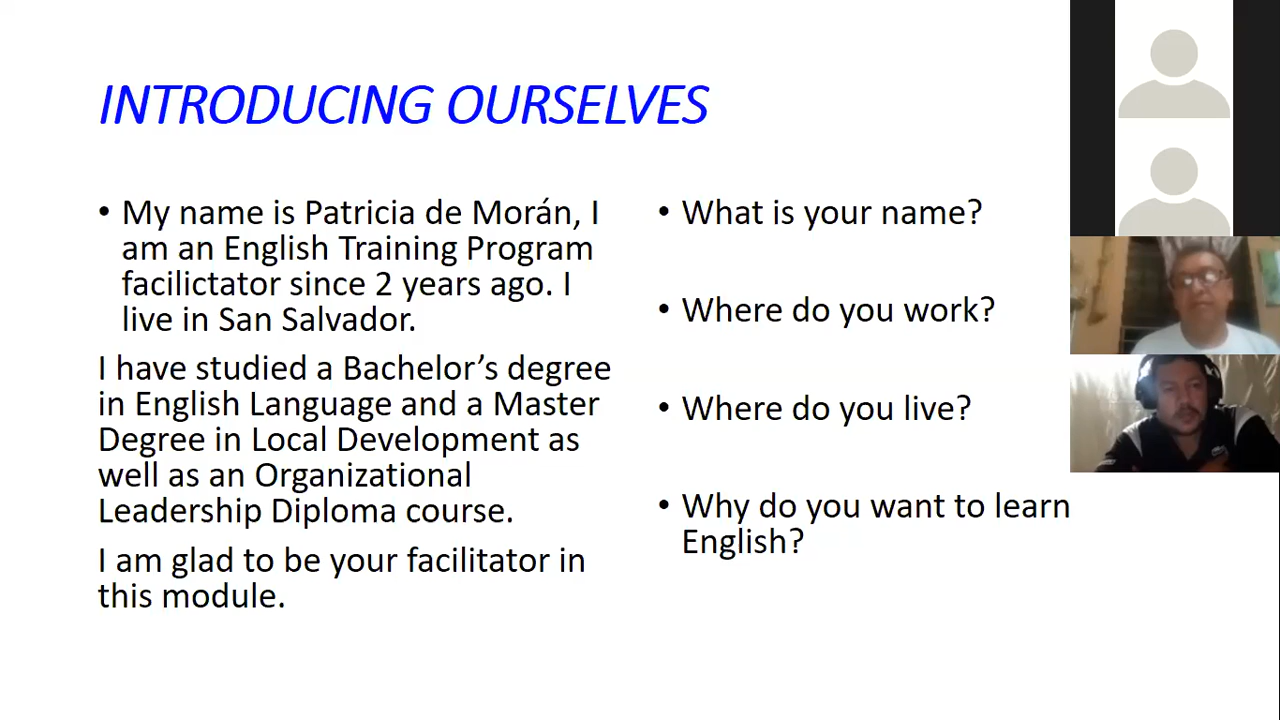 INTRODUCING OURSELVES
• My name is Patricia de Morán, I
am an English Training Program
facilictator since 2 years ago. I
live in San Salvador.
I have studied a Bachelor’s degree
in English Language and a Master
Degree in Local Development as
well as an Organizational
Leadership Diploma course.
I am glad to be your facilitator in
this module.
• What is your name?
• Where do you work?
• Where do you live?
• Why do you want to learn
English?